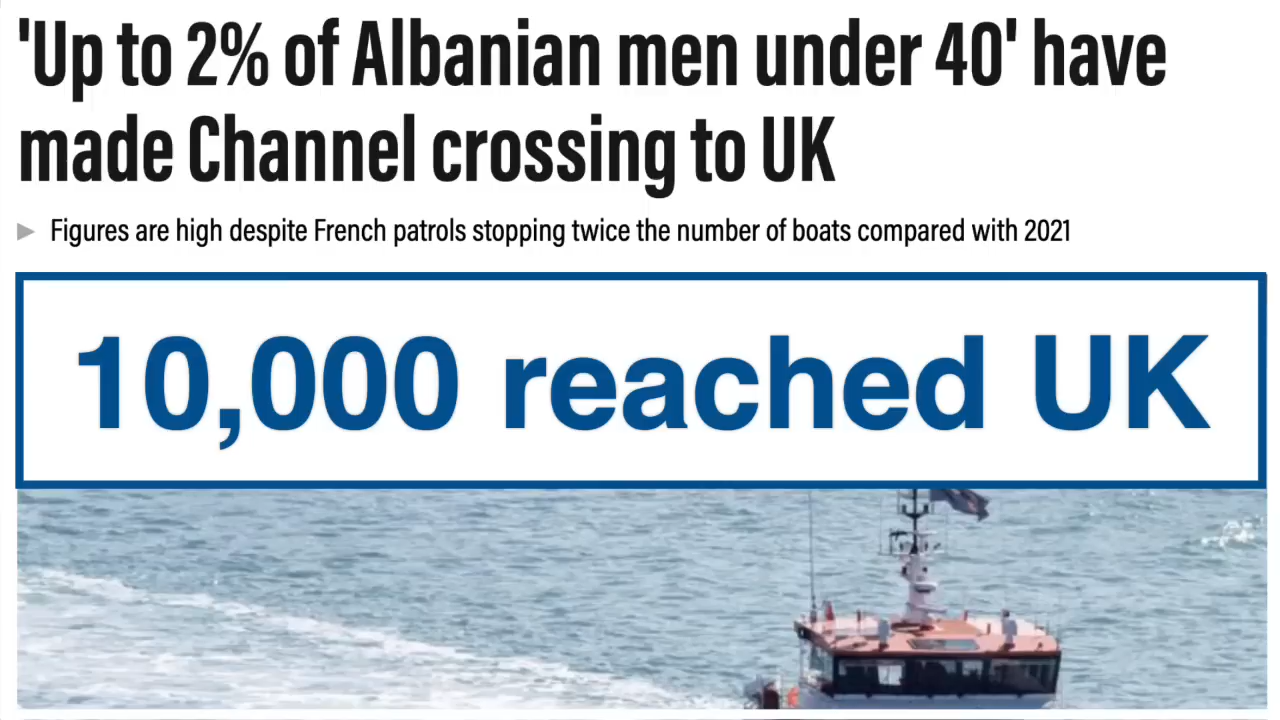 'Up to 2% of Albanian men under 40' have
made Channel crossing to UK
Figures are high despite French patrols stopping twice the number of boats compared with 2021
10,000 reached UK